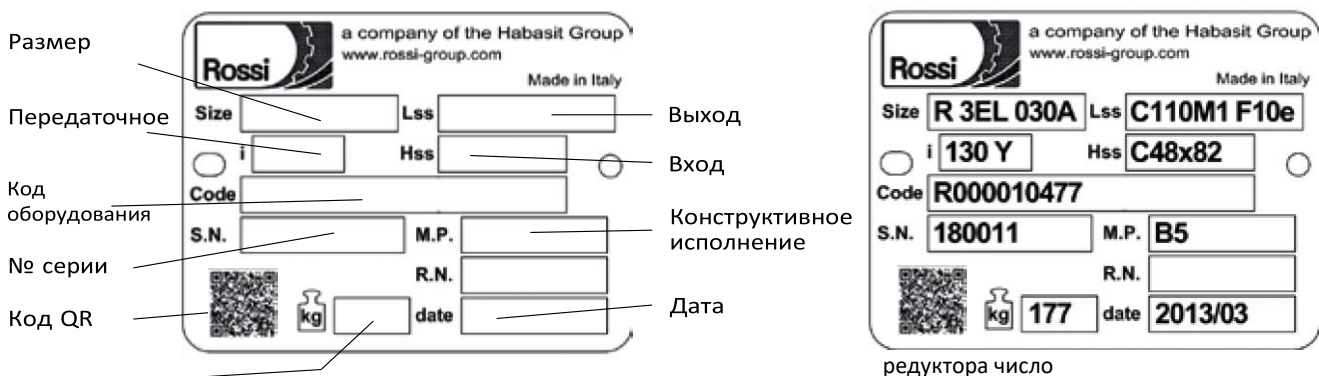 Размер
Передаточное
Код
оборудования
№ серии
Код QR
Rossi
a company of the Habasit Group
www.rossi-group.com
Made in Italy
Size
Lss
i
Hss
Code
S.N.
M.P.
R.N.
kg
date
Выход
Вход
Конструктивное
исполнение
Дата
Rossi
a company of the Habasit Group
www.rossi-group.com
Made in Italy
Size R 3EL 030A Lss C110M1 F10e
i 130 Y Hss C48x82
Code R000010477
S.N. 180011 M.P. B5
R.N.
kg 177 date 2013/03
редуктора число